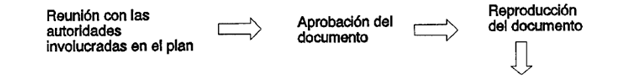 Reunión con las
autoridades
involucradas en el plan
Aprobación del
documento
Reproducción
del documento